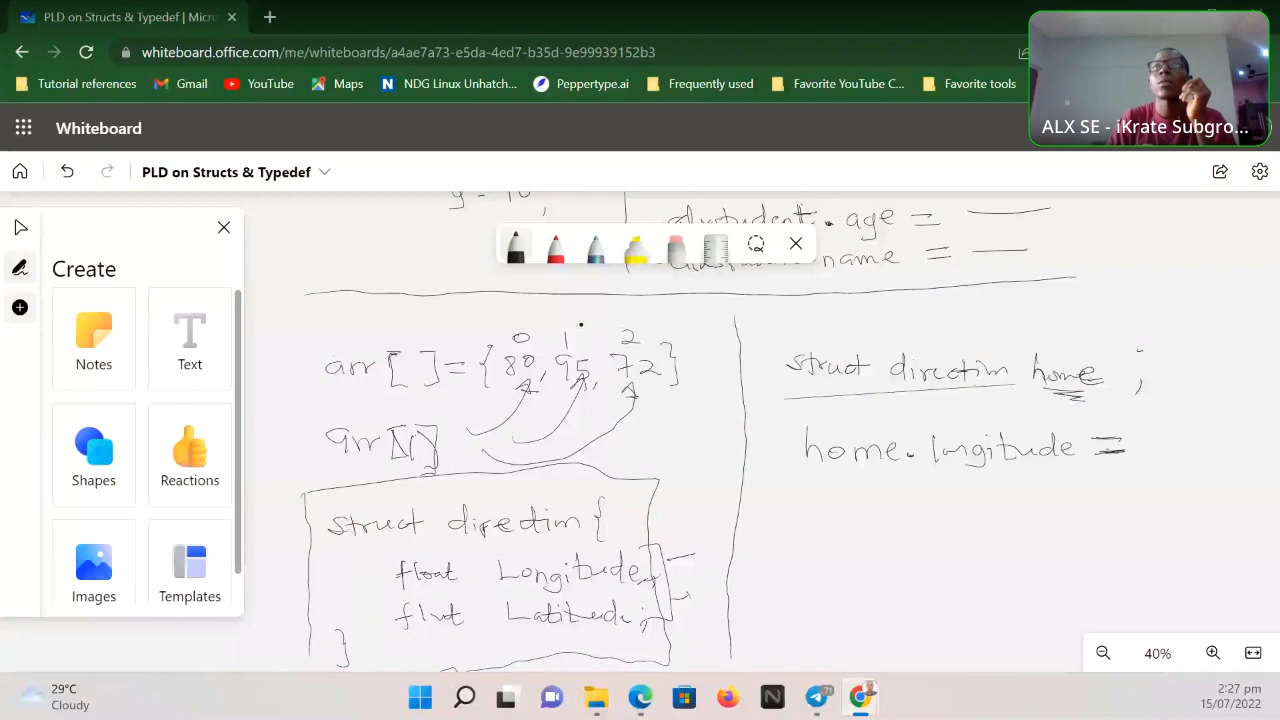 PLD on Structs & Typedef | Micro
whiteboard.office.com/me/whiteboards/a4ae7a73-e5da-4ed7-b35d-9e99939152b3
Tutorial references
Gmail
YouTube
Maps
NDG Linux Unhatch...
Peppertype.ai
Frequently used
Favorite YouTube C...
Favorite tools
ALX SE - iKrate Subgro...
Whiteboard
PLD on Structs & Typedef
Create
Notes
Text
Shapes
Reactions
Images
Templates
age =
name =
0 1 2
arr[ ] = {80, 95, 72}
arr[1]
struct direction {
float Longitude;
float Latitude;
}
struct direction home ;
home.longitude =
40%
29°C
Cloudy
2:27 pm
15/07/2022